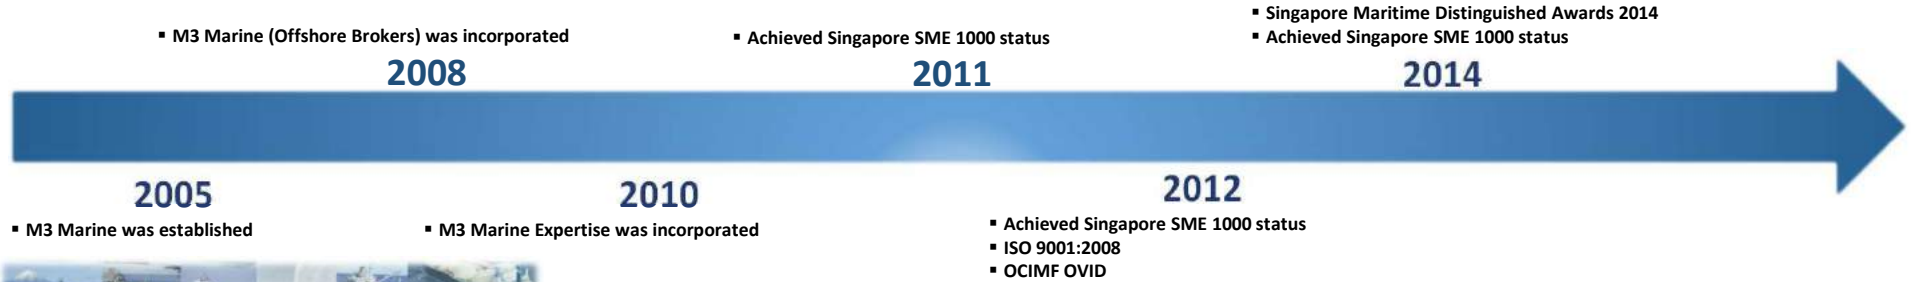 ▪ Singapore Maritime Distinguished Awards 2014
▪ M3 Marine (Offshore Brokers) was incorporated
▪ Achieved Singapore SME 1000 status
▪ Achieved Singapore SME 1000 status
2008
2011
2014
2005
2010
2012
▪ M3 Marine was established
▪ M3 Marine Expertise was incorporated
▪ Achieved Singapore SME 1000 status
▪ ISO 9001:2008
▪ OCIMF OVID